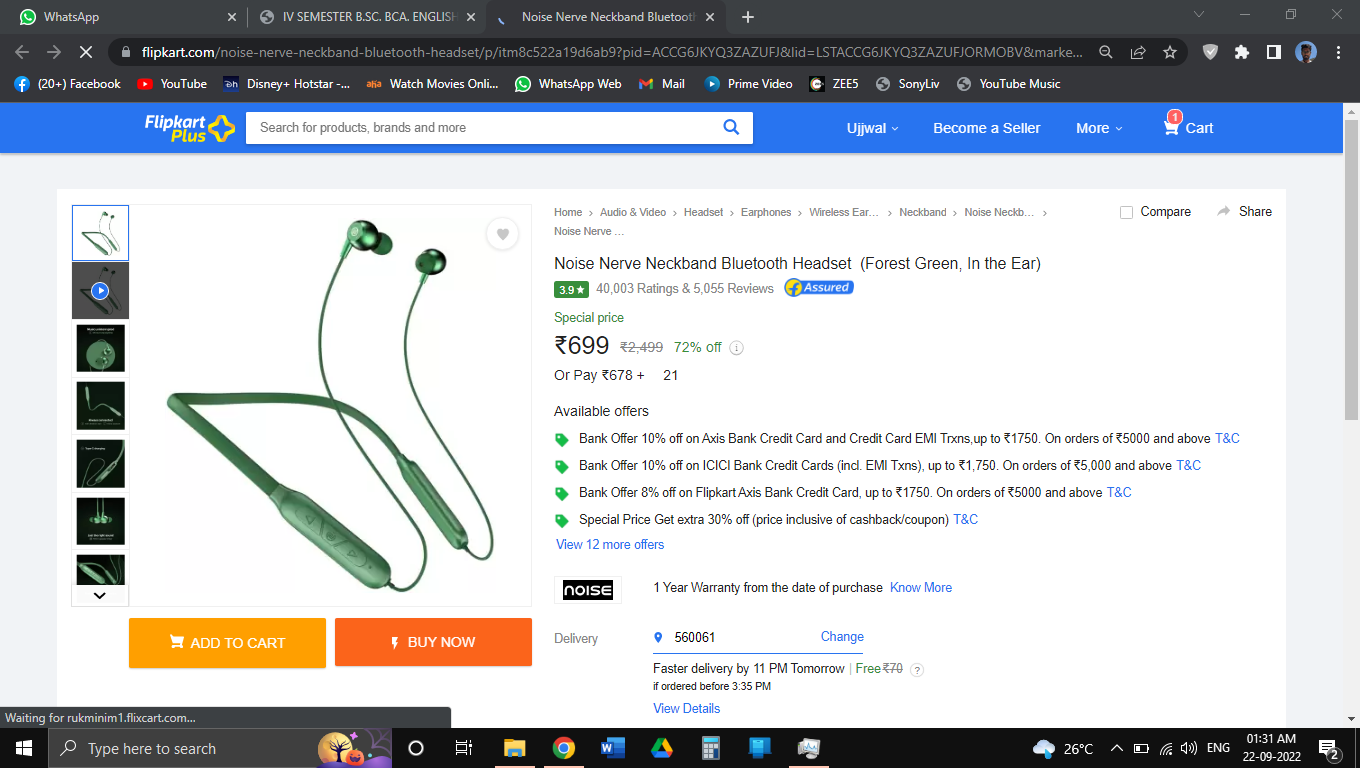 WhatsApp
IV SEMESTER B.SC. BCA. ENGLISH
Noise Nerve Neckband Bluetooth
flipkart.com/noise-nerve-neckband-bluetooth-headset/p/itm8c522a19d6ab9?pid=ACCG6JKYQ3ZAZUFJ&lid=LSTACCG6JKYQ3ZAZUFJORMOBV&marke...
(20+) Facebook
YouTube
Disney+ Hotstar -...
Watch Movies Onli...
WhatsApp Web
Mail
Prime Video
ZEE5
SonyLiv
YouTube Music
Flipkart
Plus
Search for products, brands and more
Ujjwal
Become a Seller
More
1
Cart
Home
Audio & Video
Headset
Earphones
Wireless Ear...
Neckband
Noise Neckb...
Noise Nerve ...
Compare
Share
Noise Nerve Neckband Bluetooth Headset (Forest Green, In the Ear)
3.9★ 40,003 Ratings & 5,055 Reviews Assured
Special price
₹699 ₹2,499 72% off
Or Pay ₹678 + 21
Available offers
Bank Offer 10% off on Axis Bank Credit Card and Credit Card EMI Trxns,up to ₹1750. On orders of ₹5000 and above T&C
Bank Offer 10% off on ICICI Bank Credit Cards (incl. EMI Txns), up to ₹1,750. On orders of ₹5,000 and above T&C
Bank Offer 8% off on Flipkart Axis Bank Credit Card, up to ₹1750. On orders of ₹5000 and above T&C
Special Price Get extra 30% off (price inclusive of cashback/coupon) T&C
View 12 more offers
noise
1 Year Warranty from the date of purchase Know More
ADD TO CART
BUY NOW
Delivery
560061
Change
Faster delivery by 11 PM Tomorrow | Free ₹70 ?
if ordered before 3:35 PM
View Details
Waiting for rukminim1.flixcart.com...
Type here to search
26°C
ENG
01:31 AM
22-09-2022
2